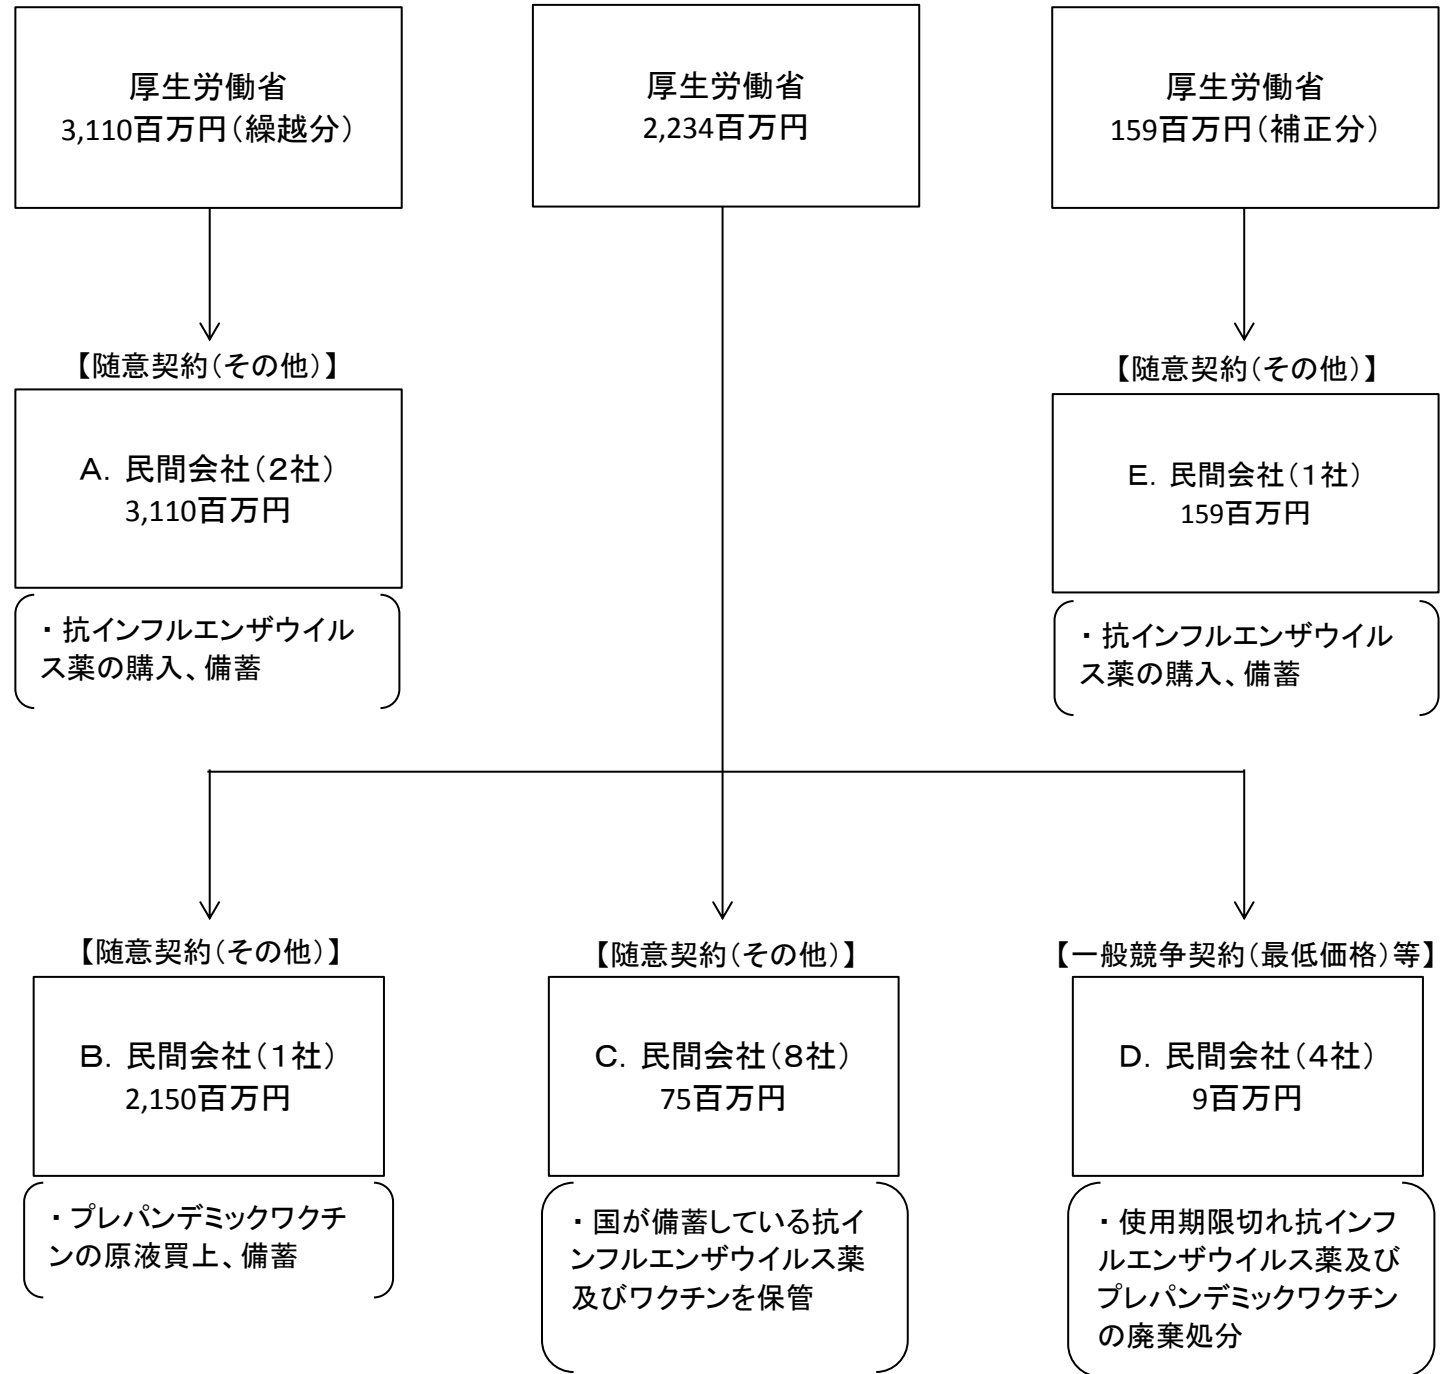 厚生労働省
3,110百万円(繰越分)
厚生労働省
2,234百万円
厚生労働省
159百万円(補正分)
【随意契約(その他)】
A．民間会社(2社)
3,110百万円
・抗インフルエンザウイル
ス薬の購入、備蓄
【随意契約(その他)】
E．民間会社(1社)
159百万円
・抗インフルエンザウイル
ス薬の購入、備蓄
【随意契約(その他)】
B．民間会社(1社)
2,150百万円
・プレパンデミックワクチ
ンの原液買上、備蓄
【随意契約(その他)】
C．民間会社(8社)
75百万円
・国が備蓄している抗イ
ンフルエンザウイルス薬
及びワクチンを保管
【一般競争契約(最低価格)等】
D．民間会社(4社)
9百万円
・使用期限切れ抗インフ
ルエンザウイルス薬及び
プレパンデミックワクチン
の廃棄処分